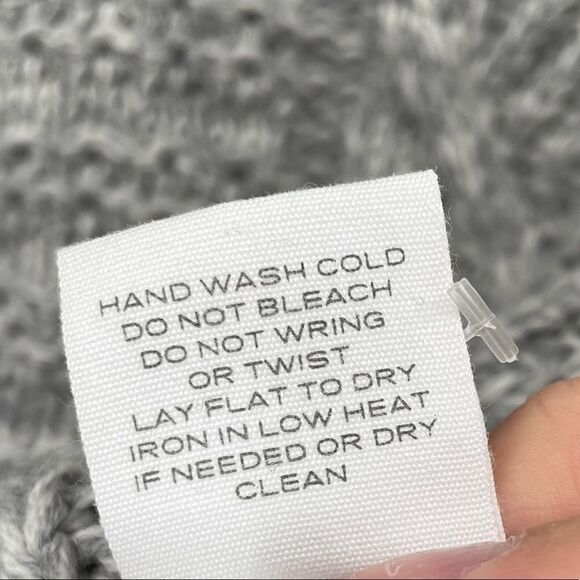 HAND WASH COLD
DO NOT BLEACH
DO NOT WRING
OR TWIST
LAY FLAT TO DRY
IRON IN LOW HEAT
IF NEEDED OR DRY
CLEAN